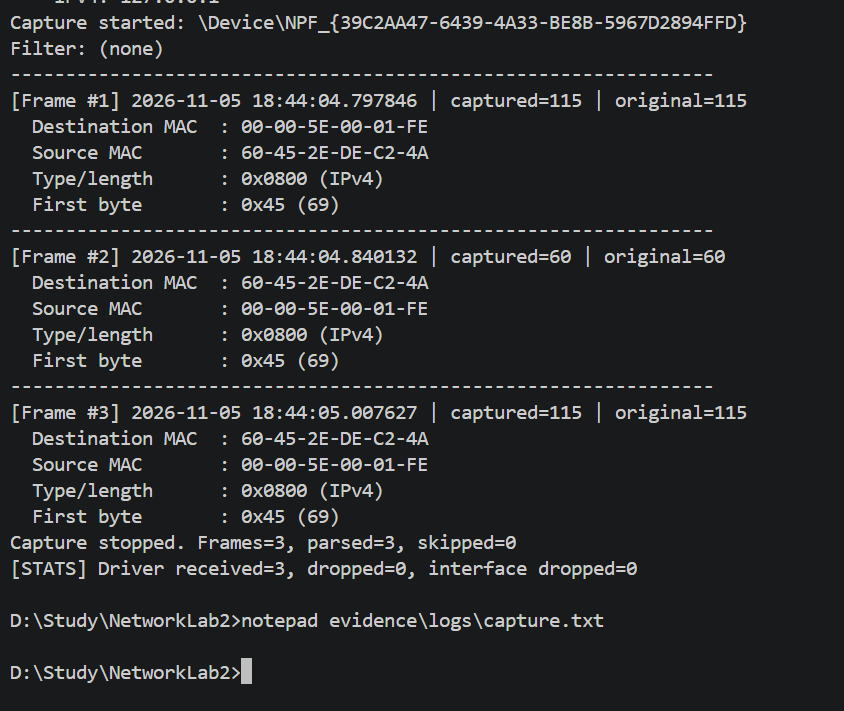 Capture started: \Device\NPF_{39C2AA47-6439-4A33-BE8B-5967D2894FFD}
Filter: (none)
----------------------------------------------------------------
[Frame #1] 2026-11-05 18:44:04.797846 | captured=115 | original=115
  Destination MAC  : 00-00-5E-00-01-FE
  Source MAC       : 60-45-2E-DE-C2-4A
  Type/length      : 0x0800 (IPv4)
  First byte       : 0x45 (69)
----------------------------------------------------------------
[Frame #2] 2026-11-05 18:44:04.840132 | captured=60 | original=60
  Destination MAC  : 60-45-2E-DE-C2-4A
  Source MAC       : 00-00-5E-00-01-FE
  Type/length      : 0x0800 (IPv4)
  First byte       : 0x45 (69)
----------------------------------------------------------------
[Frame #3] 2026-11-05 18:44:05.007627 | captured=115 | original=115
  Destination MAC  : 60-45-2E-DE-C2-4A
  Source MAC       : 00-00-5E-00-01-FE
  Type/length      : 0x0800 (IPv4)
  First byte       : 0x45 (69)
Capture stopped. Frames=3, parsed=3, skipped=0
[STATS] Driver received=3, dropped=0, interface dropped=0
D:\Study\NetworkLab2>notepad evidence\logs\capture.txt
D:\Study\NetworkLab2>